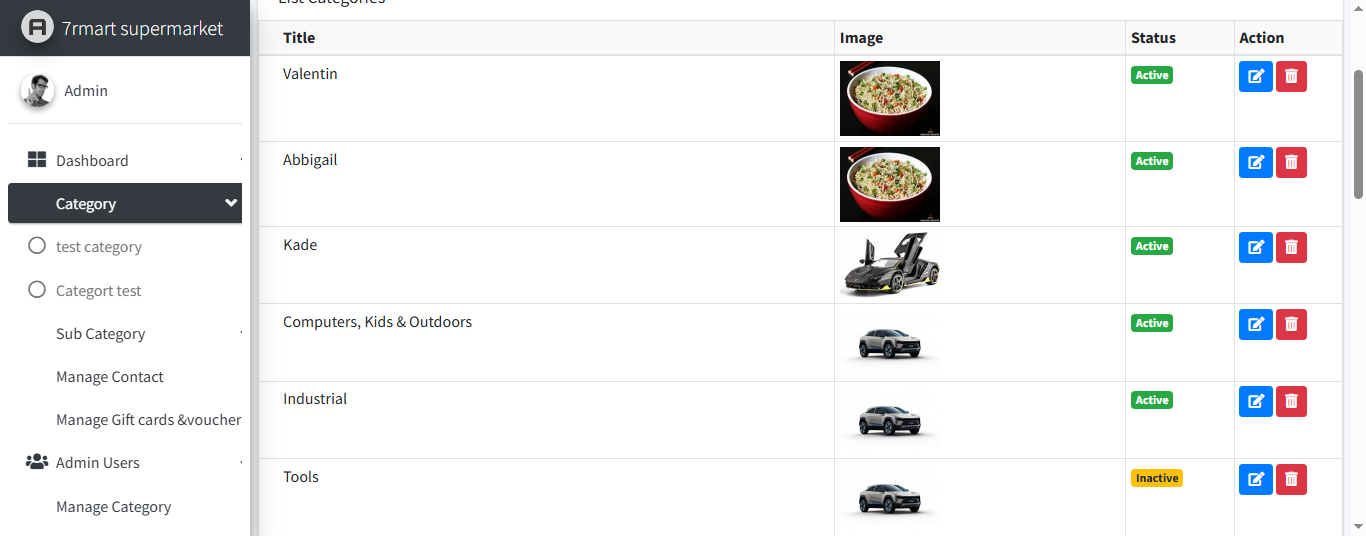 7rmart supermarket
Admin
Dashboard
Category
test category
Categort test
Sub Category
Manage Contact
Manage Gift cards &voucher
Admin Users
Manage Category
List Categories
Title Image Status Action
Valentin Active
Abbigail Active
Kade Active
Computers, Kids & Outdoors Active
Industrial Active
Tools Inactive